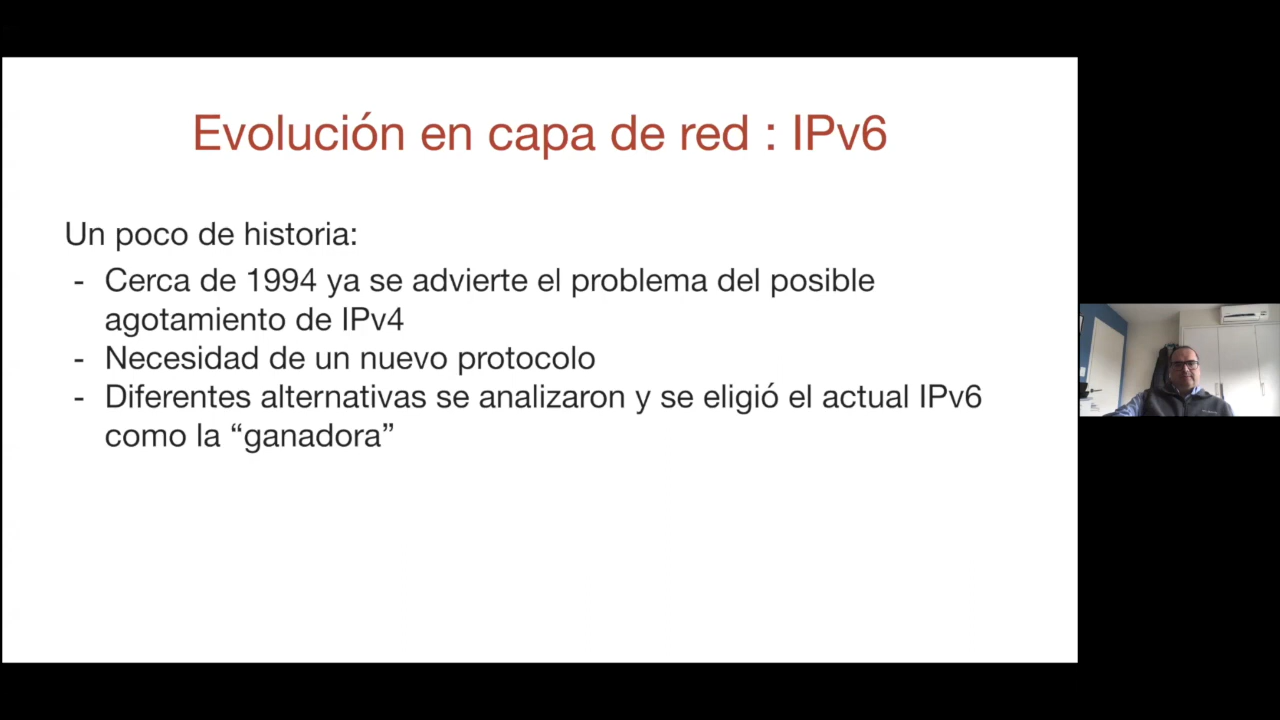 Evolución en capa de red : IPv6
Un poco de historia:
- Cerca de 1994 ya se advierte el problema del posible
agotamiento de IPv4
- Necesidad de un nuevo protocolo
- Diferentes alternativas se analizaron y se eligió el actual IPv6
como la “ganadora”